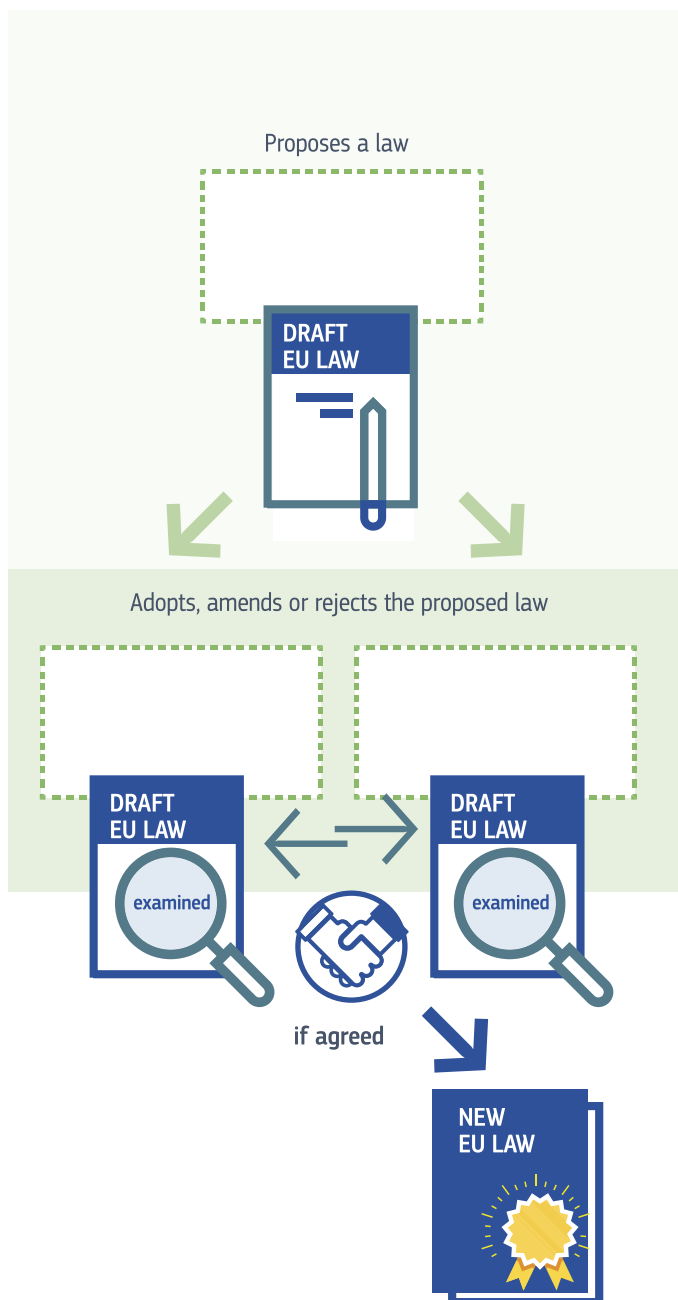 Proposes a law
DRAFT
EU LAW
Adopts, amends or rejects the proposed law
DRAFT
EU LAW
examined
DRAFT
EU LAW
examined
if agreed
NEW
EU LAW